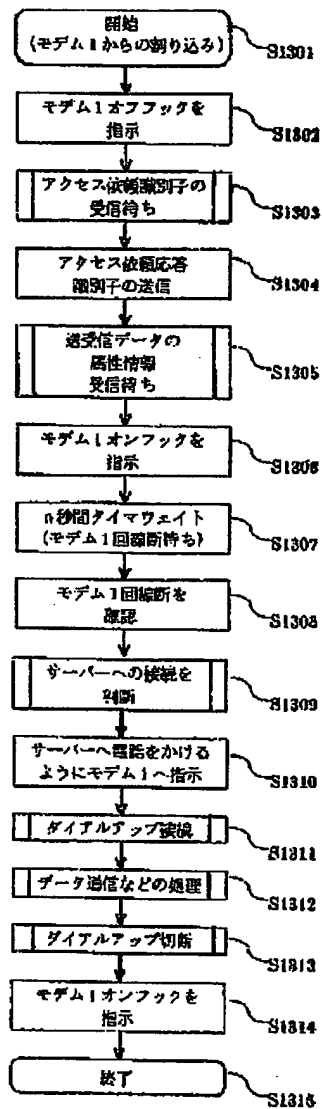 開始
(モデム1からの割り込み)
S1301
モデム1オフフックを
指示
S1302
アクセス依頼識別子の
受信待ち
S1303
アクセス依頼応答
識別子の送信
S1304
送受信データの
属性情報
受信待ち
S1305
モデム1オンフックを
指示
S1306
n秒間タイマウェイト
(モデム1回線断待ち)
S1307
モデム1回線断を
確認
S1308
サーバーへの接続を
判断
S1309
サーバーへ電話をかける
ようにモデム1へ指示
S1310
ダイアルアップ接続
S1311
データ通信などの処理
S1312
ダイアルアップ切断
S1313
モデム1オンフックを
指示
S1314
終了
S1315